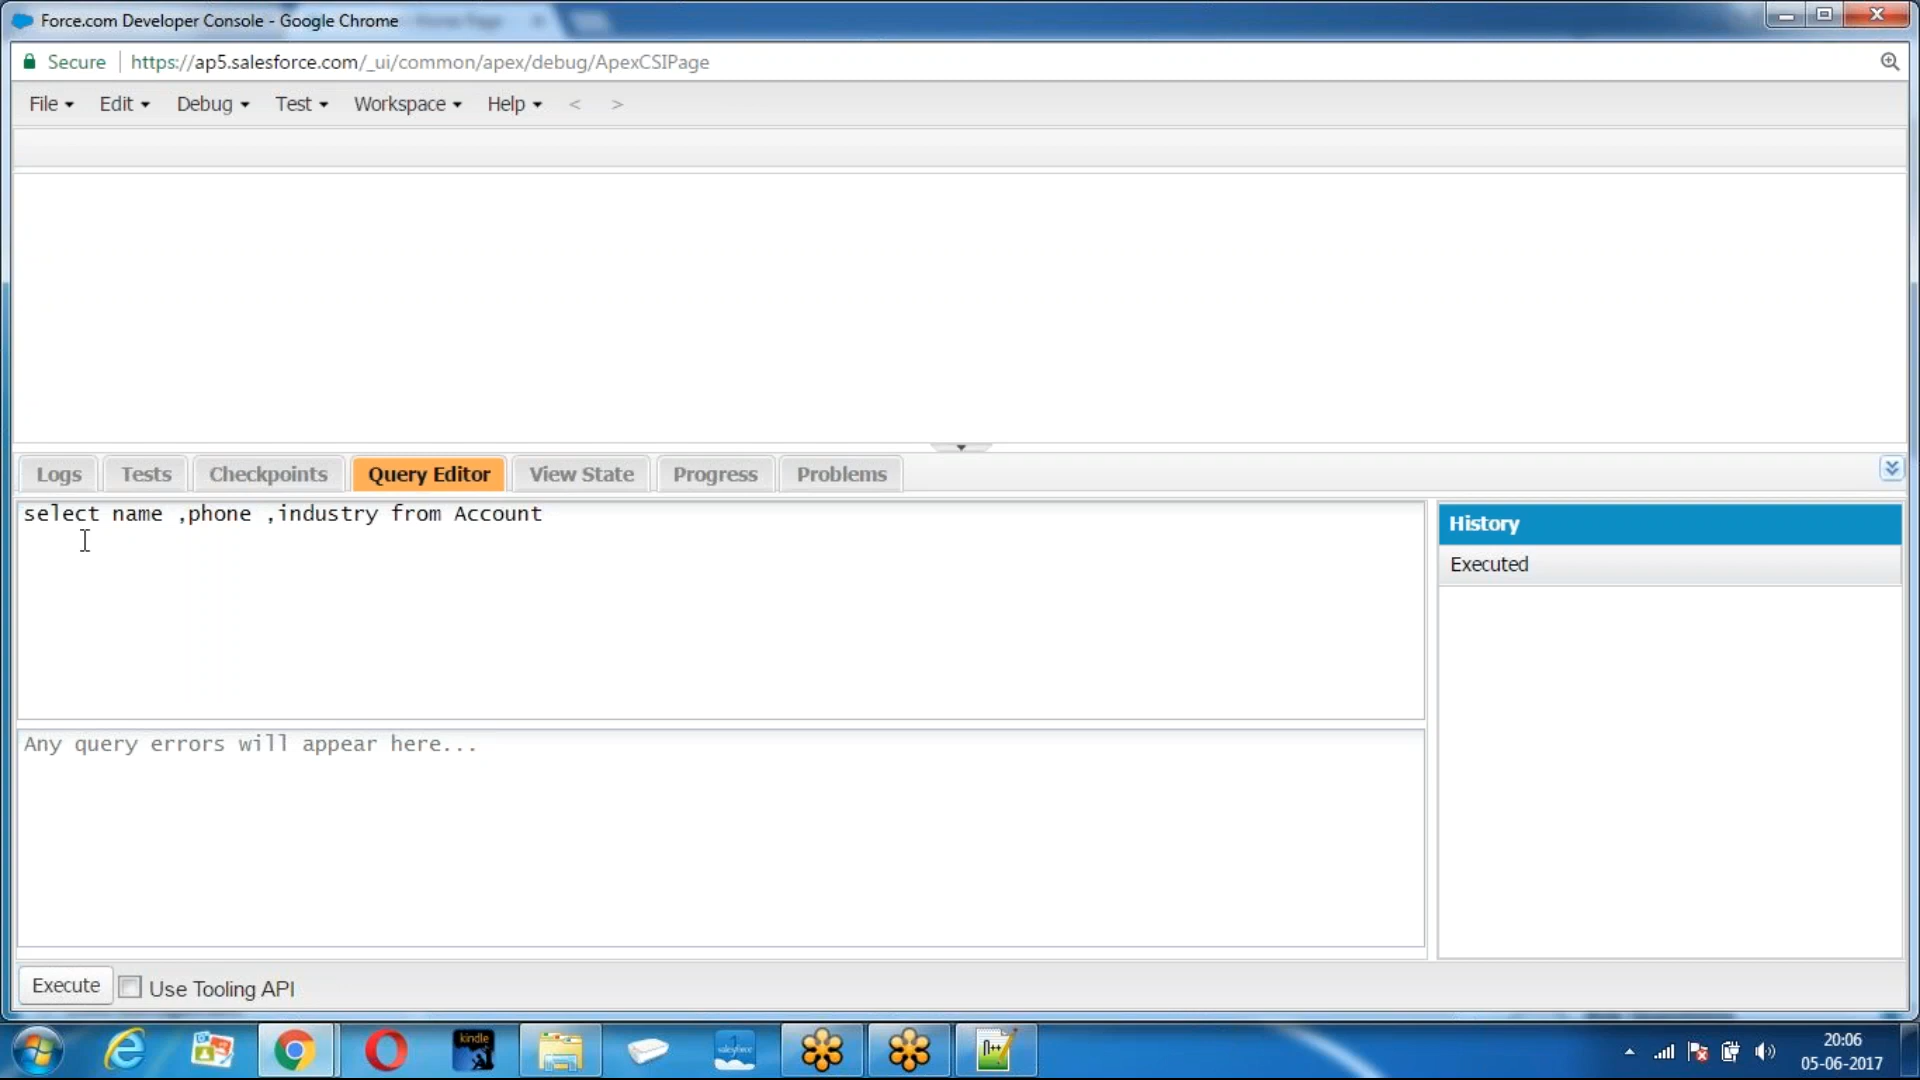 Force.com Developer Console - Google Chrome
Secure https://ap5.salesforce.com/_ui/common/apex/debug/ApexCSIPage
File Edit Debug Test Workspace Help < >
Logs Tests Checkpoints Query Editor View State Progress Problems
select name ,phone ,industry from Account
History
Executed
Any query errors will appear here...
Execute Use Tooling API
kindle
salesforce
n++
20:06
05-06-2017